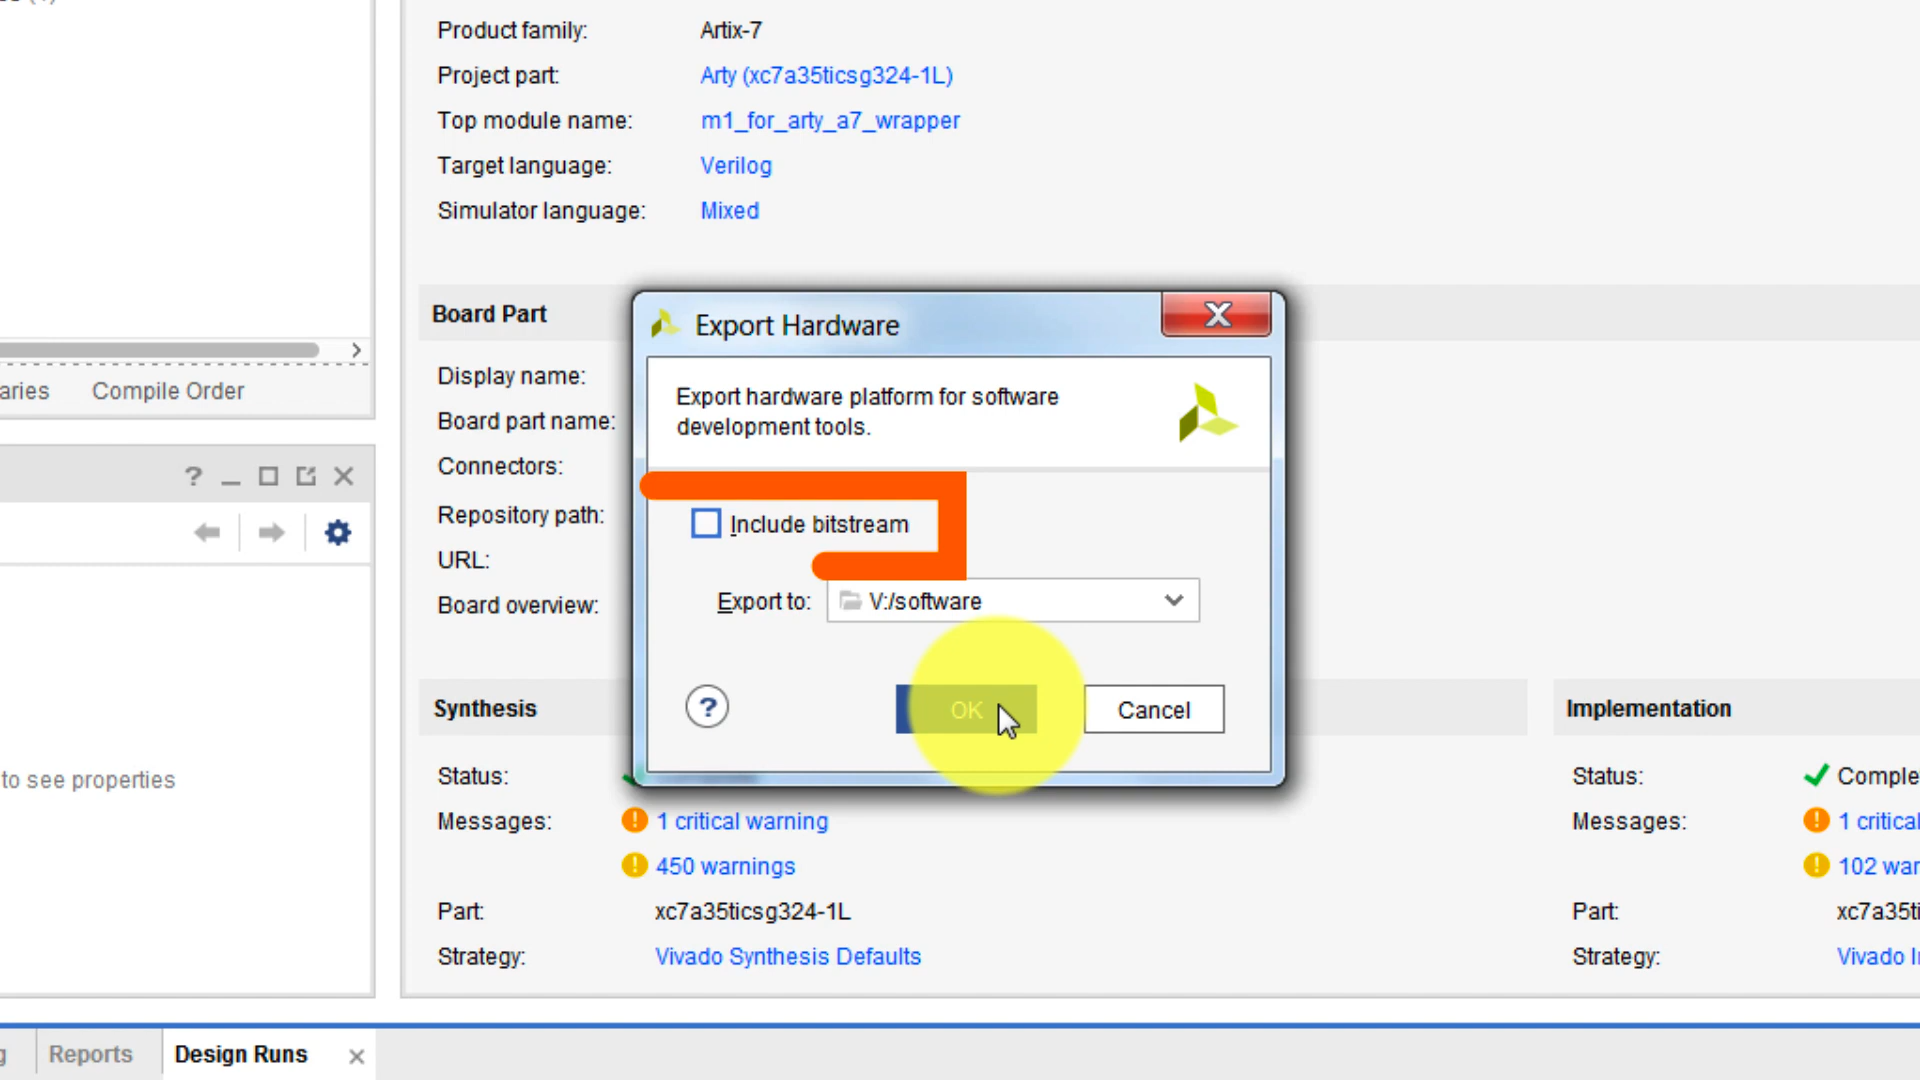 Product family: Artix-7
Project part: Arty (xc7a35ticsg324-1L)
Top module name: m1_for_arty_a7_wrapper
Target language: Verilog
Simulator language: Mixed
Board Part
Display name:
Board part name:
Connectors:
Repository path:
URL:
Board overview:
aries Compile Order
?
to see properties
Export Hardware
Export hardware platform for software
development tools.
Include bitstream
Export to: V:/software
? OK Cancel
Synthesis
Status:
Messages: 1 critical warning
450 warnings
Part: xc7a35ticsg324-1L
Strategy: Vivado Synthesis Defaults
Implementation
Status: Comple
Messages: 1 critical
102 war
Part: xc7a35ti
Strategy: Vivado I
g Reports Design Runs